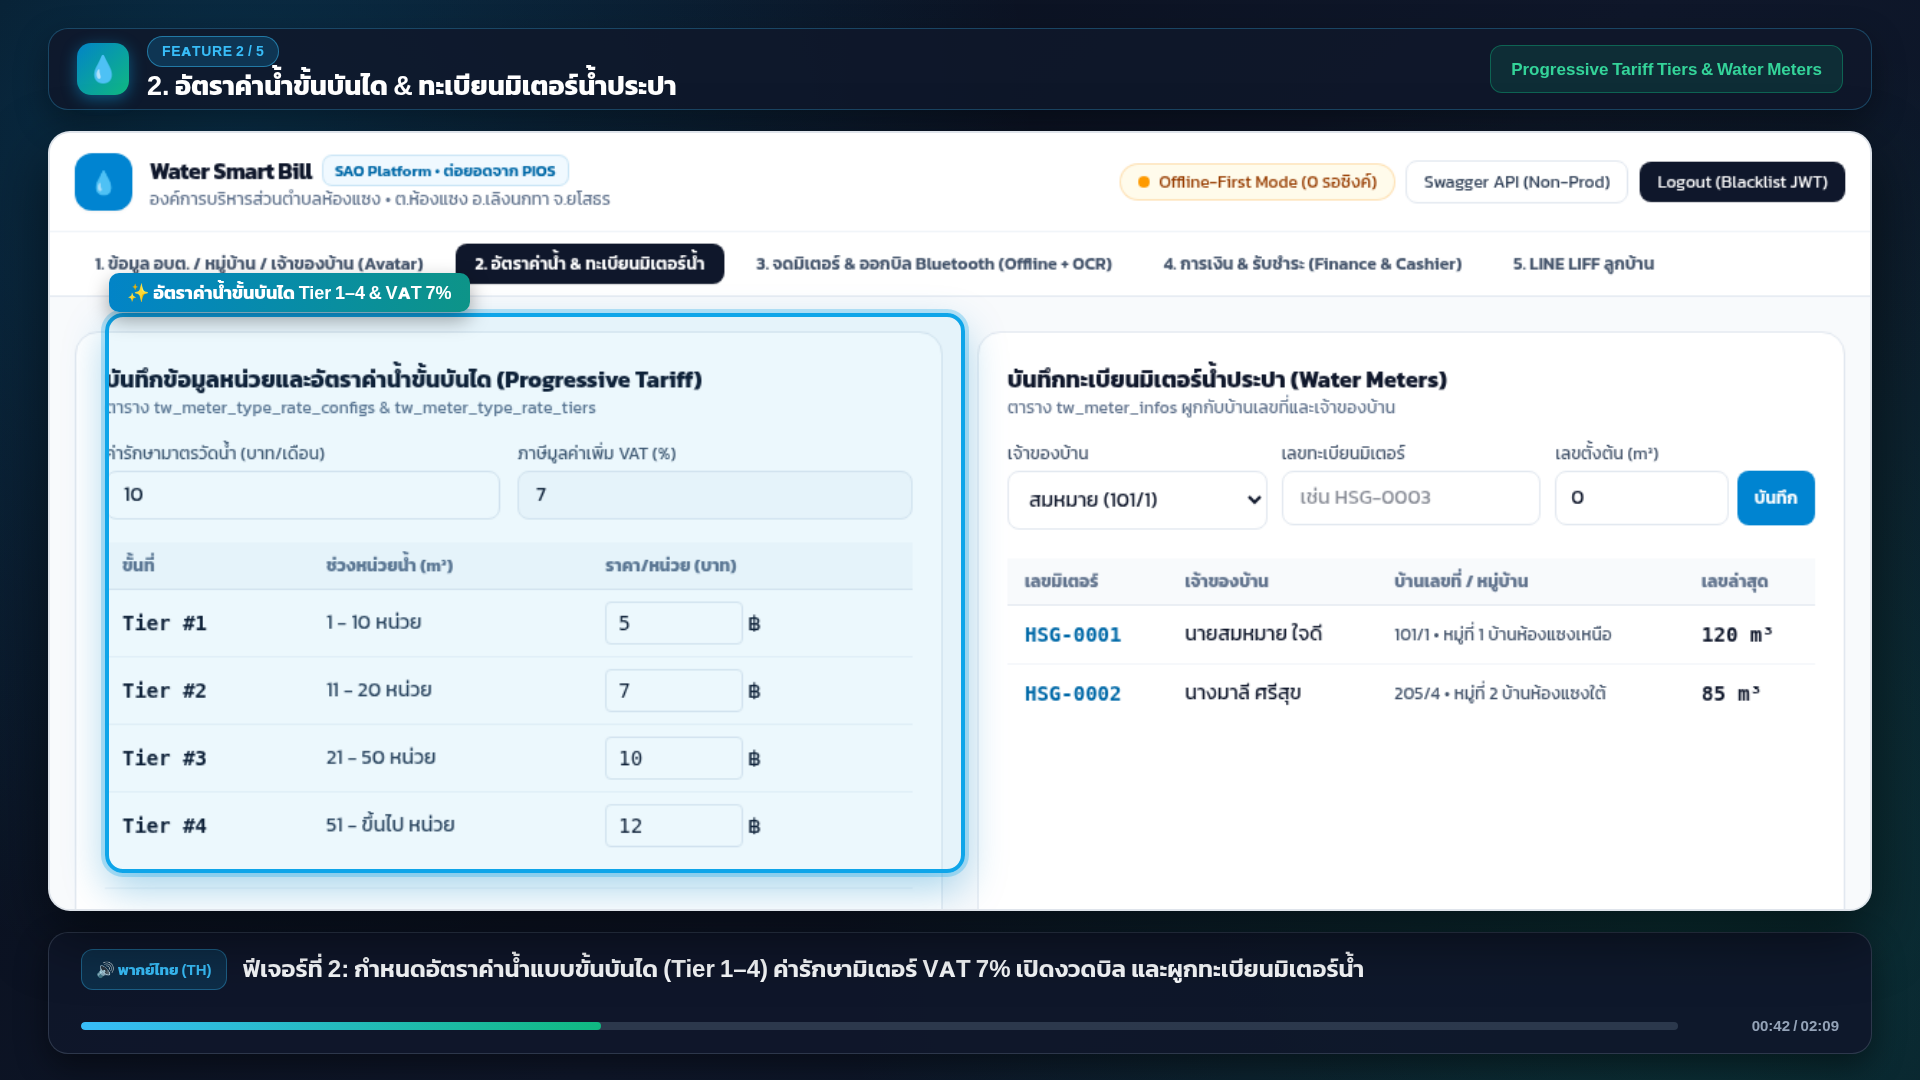 FEATURE 2 / 5
2. อัตราค่าน้ำขั้นบันได & ทะเบียนมิเตอร์น้ำประปา
Progressive Tariff Tiers & Water Meters
Water Smart Bill
SAO Platform • ต่อยอดจาก PIOS
องค์การบริหารส่วนตำบลห้องแซง • ต.ห้องแซง อ.เลิงนกทา จ.ยโสธร
Offline-First Mode (0 รอซิงค์)
Swagger API (Non-Prod)
Logout (Blacklist JWT)
1. ข้อมูล อบต. / หมู่บ้าน / เจ้าของบ้าน (Avatar)
2. อัตราค่าน้ำ & ทะเบียนมิเตอร์น้ำ
3. จดมิเตอร์ & ออกบิล Bluetooth (Offline + OCR)
4. การเงิน & รับชำระ (Finance & Cashier)
5. LINE LIFF ลูกบ้าน
✨ อัตราค่าน้ำขั้นบันได Tier 1–4 & VAT 7%
บันทึกข้อมูลหน่วยและอัตราค่าน้ำขั้นบันได (Progressive Tariff)
ตาราง tw_meter_type_rate_configs & tw_meter_type_rate_tiers
ค่ารักษามาตรวัดน้ำ (บาท/เดือน)
ภาษีมูลค่าเพิ่ม VAT (%)
10
7
ขั้นที่ ช่วงหน่วยน้ำ (m³) ราคา/หน่วย (บาท)
Tier #1 1 – 10 หน่วย 5 ฿
Tier #2 11 – 20 หน่วย 7 ฿
Tier #3 21 – 50 หน่วย 10 ฿
Tier #4 51 – ขึ้นไป หน่วย 12 ฿
บันทึกทะเบียนมิเตอร์น้ำประปา (Water Meters)
ตาราง tw_meter_infos ผูกกับบ้านเลขที่และเจ้าของบ้าน
เจ้าของบ้าน เลขทะเบียนมิเตอร์ เลขตั้งต้น (m³)
สมหมาย (101/1) เช่น HSG-0003 0 บันทึก
เลขมิเตอร์ เจ้าของบ้าน บ้านเลขที่ / หมู่บ้าน เลขล่าสุด
HSG-0001 นายสมหมาย ใจดี 101/1 • หมู่ที่ 1 บ้านห้องแซงเหนือ 120 m³
HSG-0002 นางมาลี ศรีสุข 205/4 • หมู่ที่ 2 บ้านห้องแซงใต้ 85 m³
🔊 พากย์ไทย (TH)
ฟีเจอร์ที่ 2: กำหนดอัตราค่าน้ำแบบขั้นบันได (Tier 1–4) ค่ารักษามิเตอร์ VAT 7% เปิดงวดบิล และผูกทะเบียนมิเตอร์น้ำ
00:42 / 02:09